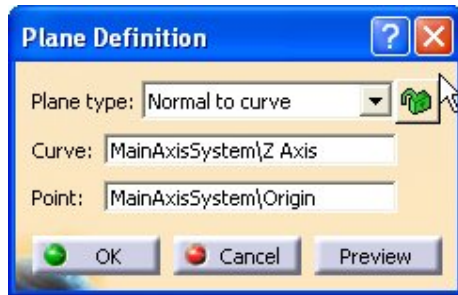 Plane Definition
Plane type: Normal to curve
Curve: MainAxisSystem\Z Axis
Point: MainAxisSystem\Origin
OK Cancel Preview